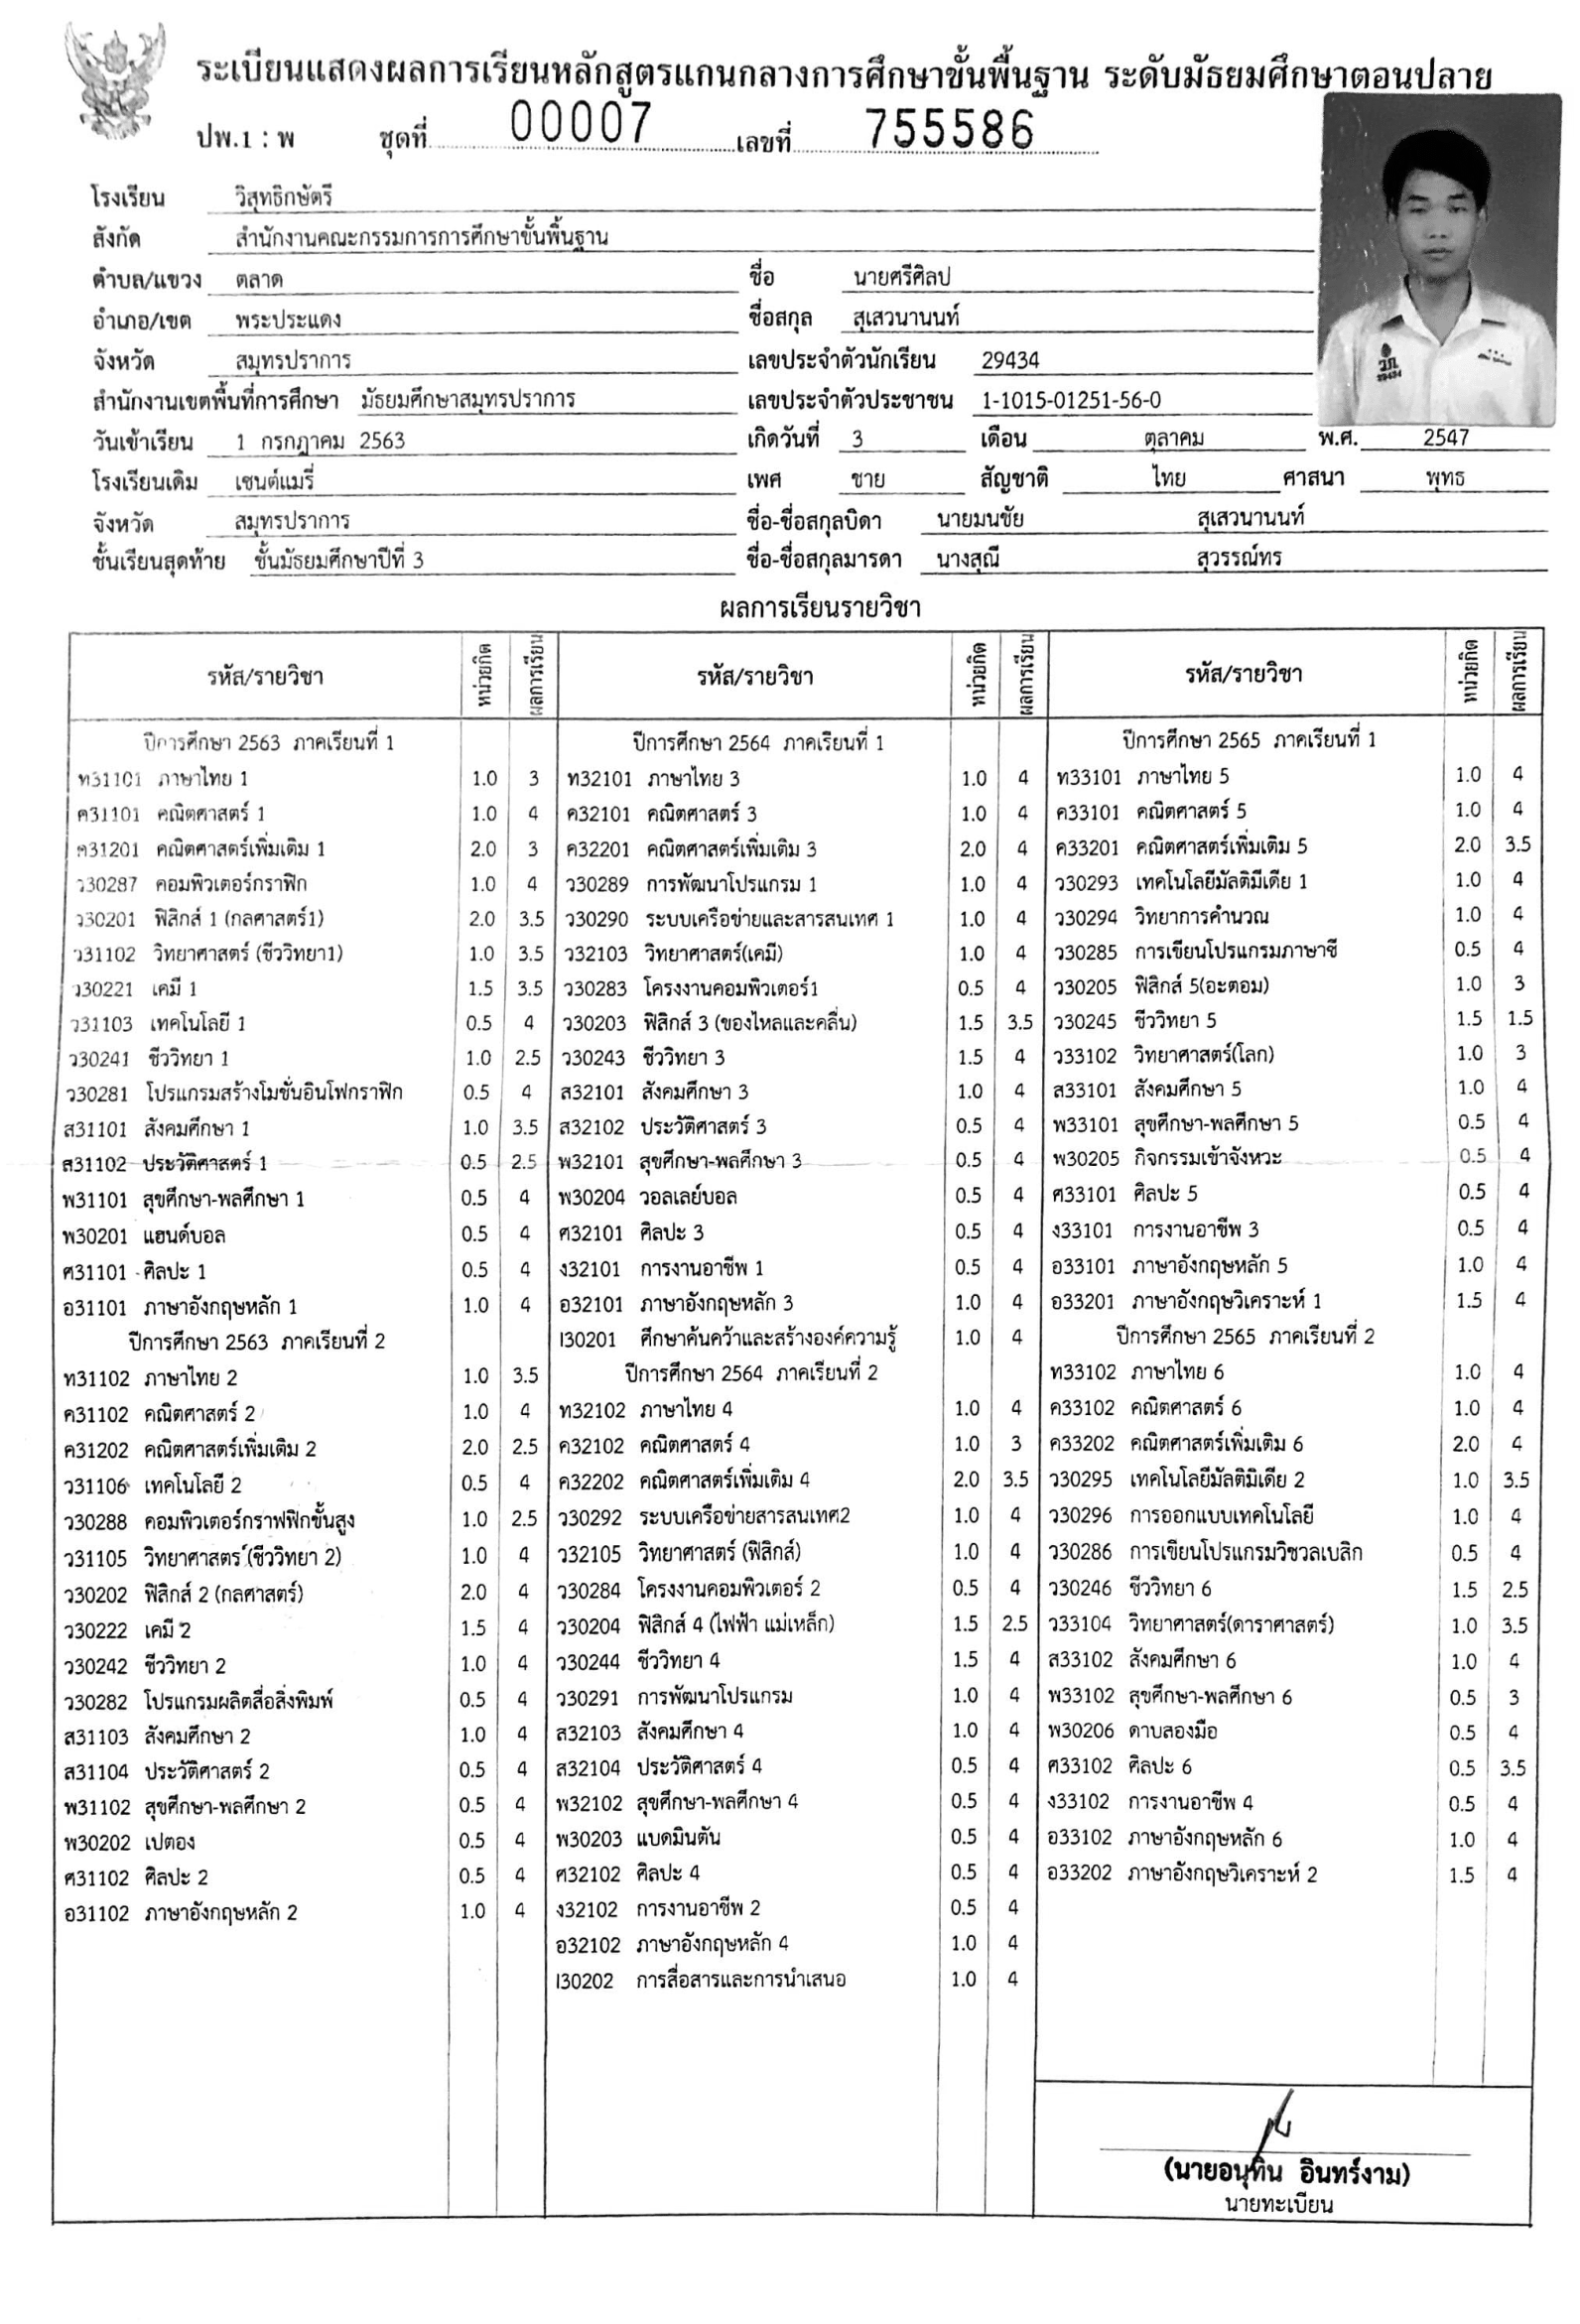 ระเบียนแสดงผลการเรียนหลักสูตรแกนกลางการศึกษาขั้นพื้นฐาน ระดับมัธยมศึกษาตอนปลาย
ปพ.1 : พ ชุดที่ 00007 เลขที่ 755586
โรงเรียน วิสุทธิกษัตรี
สังกัด สำนักงานคณะกรรมการการศึกษาขั้นพื้นฐาน
ตำบล/แขวง ตลาด ชื่อ นายศรีศิลป
อำเภอ/เขต พระประแดง ชื่อสกุล สุเสวนานนท์
จังหวัด สมุทรปราการ เลขประจำตัวนักเรียน 29434
สำนักงานเขตพื้นที่การศึกษา มัธยมศึกษาสมุทรปราการ เลขประจำตัวประชาชน 1-1015-01251-56-0
วันเข้าเรียน 1 กรกฎาคม 2563 เกิดวันที่ 3 เดือน ตุลาคม พ.ศ. 2547
โรงเรียนเดิม เซนต์แมรี่ เพศ ชาย สัญชาติ ไทย ศาสนา พุทธ
จังหวัด สมุทรปราการ ชื่อ-ชื่อสกุลบิดา นายมนชัย สุเสวนานนท์
ชั้นเรียนสุดท้าย ชั้นมัธยมศึกษาปีที่ 3 ชื่อ-ชื่อสกุลมารดา นางสุณี สุวรรณ์ทร
ผลการเรียนรายวิชา
รหัส/รายวิชา หน่วยกิต ผลการเรียน
ปีการศึกษา 2563 ภาคเรียนที่ 1
ท31101 ภาษาไทย 1 1.0 3
ค31101 คณิตศาสตร์ 1 1.0 4
ค31201 คณิตศาสตร์เพิ่มเติม 1 2.0 3
ว30287 คอมพิวเตอร์กราฟิก 1.0 4
ว30201 ฟิสิกส์ 1 (กลศาสตร์1) 2.0 3.5
ว31102 วิทยาศาสตร์ (ชีววิทยา1) 1.0 3.5
ว30221 เคมี 1 1.5 3.5
ว31103 เทคโนโลยี 1 0.5 4
ว30241 ชีววิทยา 1 1.0 2.5
ว30281 โปรแกรมสร้างโมชั่นอินโฟกราฟิก 0.5 4
ส31101 สังคมศึกษา 1 1.0 3.5
ส31102 ประวัติศาสตร์ 1 0.5 2.5
พ31101 สุขศึกษา-พลศึกษา 1 0.5 4
พ30201 แฮนด์บอล 0.5 4
ศ31101 ศิลปะ 1 0.5 4
อ31101 ภาษาอังกฤษหลัก 1 1.0 4
ปีการศึกษา 2563 ภาคเรียนที่ 2
ท31102 ภาษาไทย 2 1.0 3.5
ค31102 คณิตศาสตร์ 2 1.0 4
ค31202 คณิตศาสตร์เพิ่มเติม 2 2.0 2.5
ว31106 เทคโนโลยี 2 0.5 4
ว30288 คอมพิวเตอร์กราฟฟิกขั้นสูง 1.0 2.5
ว31105 วิทยาศาสตร์ (ชีววิทยา 2) 1.0 4
ว30202 ฟิสิกส์ 2 (กลศาสตร์) 2.0 4
ว30222 เคมี 2 1.5 4
ว30242 ชีววิทยา 2 1.0 4
ว30282 โปรแกรมผลิตสื่อสิ่งพิมพ์ 0.5 4
ส31103 สังคมศึกษา 2 1.0 4
ส31104 ประวัติศาสตร์ 2 0.5 4
พ31102 สุขศึกษา-พลศึกษา 2 0.5 4
พ30202 เปตอง 0.5 4
ศ31102 ศิลปะ 2 0.5 4
อ31102 ภาษาอังกฤษหลัก 2 1.0 4
รหัส/รายวิชา หน่วยกิต ผลการเรียน
ปีการศึกษา 2564 ภาคเรียนที่ 1
ท32101 ภาษาไทย 3 1.0 4
ค32101 คณิตศาสตร์ 3 1.0 4
ค32201 คณิตศาสตร์เพิ่มเติม 3 2.0 4
ว30289 การพัฒนาโปรแกรม 1 1.0 4
ว30290 ระบบเครือข่ายและสารสนเทศ 1 1.0 4
ว32103 วิทยาศาสตร์(เคมี) 1.0 4
ว30283 โครงงานคอมพิวเตอร์1 0.5 4
ว30203 ฟิสิกส์ 3 (ของไหลและคลื่น) 1.5 3.5
ว30243 ชีววิทยา 3 1.5 4
ส32101 สังคมศึกษา 3 1.0 4
ส32102 ประวัติศาสตร์ 3 0.5 4
พ32101 สุขศึกษา-พลศึกษา 3 0.5 4
พ30204 วอลเลย์บอล 0.5 4
ศ32101 ศิลปะ 3 0.5 4
ง32101 การงานอาชีพ 1 0.5 4
อ32101 ภาษาอังกฤษหลัก 3 1.0 4
I30201 ศึกษาค้นคว้าและสร้างองค์ความรู้ 1.0 4
ปีการศึกษา 2564 ภาคเรียนที่ 2
ท32102 ภาษาไทย 4 1.0 4
ค32102 คณิตศาสตร์ 4 1.0 3
ค32202 คณิตศาสตร์เพิ่มเติม 4 2.0 3.5
ว30292 ระบบเครือข่ายสารสนเทศ2 1.0 4
ว32105 วิทยาศาสตร์ (ฟิสิกส์) 1.0 4
ว30284 โครงงานคอมพิวเตอร์ 2 0.5 4
ว30204 ฟิสิกส์ 4 (ไฟฟ้า แม่เหล็ก) 1.5 2.5
ว30244 ชีววิทยา 4 1.5 4
ว30291 การพัฒนาโปรแกรม 1.0 4
ส32103 สังคมศึกษา 4 1.0 4
ส32104 ประวัติศาสตร์ 4 0.5 4
พ32102 สุขศึกษา-พลศึกษา 4 0.5 4
พ30203 แบดมินตัน 0.5 4
ศ32102 ศิลปะ 4 0.5 4
ง32102 การงานอาชีพ 2 0.5 4
อ32102 ภาษาอังกฤษหลัก 4 1.0 4
I30202 การสื่อสารและการนำเสนอ 1.0 4
รหัส/รายวิชา หน่วยกิต ผลการเรียน
ปีการศึกษา 2565 ภาคเรียนที่ 1
ท33101 ภาษาไทย 5 1.0 4
ค33101 คณิตศาสตร์ 5 1.0 4
ค33201 คณิตศาสตร์เพิ่มเติม 5 2.0 3.5
ว30293 เทคโนโลยีมัลติมีเดีย 1 1.0 4
ว30294 วิทยาการคำนวณ 1.0 4
ว30285 การเขียนโปรแกรมภาษาซี 0.5 4
ว30205 ฟิสิกส์ 5(อะตอม) 1.0 3
ว30245 ชีววิทยา 5 1.5 1.5
ว33102 วิทยาศาสตร์(โลก) 1.0 3
ส33101 สังคมศึกษา 5 1.0 4
พ33101 สุขศึกษา-พลศึกษา 5 0.5 4
พ30205 กิจกรรมเข้าจังหวะ 0.5 4
ศ33101 ศิลปะ 5 0.5 4
ง33101 การงานอาชีพ 3 0.5 4
อ33101 ภาษาอังกฤษหลัก 5 1.0 4
อ33201 ภาษาอังกฤษวิเคราะห์ 1 1.5 4
ปีการศึกษา 2565 ภาคเรียนที่ 2
ท33102 ภาษาไทย 6 1.0 4
ค33102 คณิตศาสตร์ 6 1.0 4
ค33202 คณิตศาสตร์เพิ่มเติม 6 2.0 4
ว30295 เทคโนโลยีมัลติมิเดีย 2 1.0 3.5
ว30296 การออกแบบเทคโนโลยี 1.0 4
ว30286 การเขียนโปรแกรมวิชวลเบสิก 0.5 4
ว30246 ชีววิทยา 6 1.5 2.5
ว33104 วิทยาศาสตร์(ดาราศาสตร์) 1.0 3.5
ส33102 สังคมศึกษา 6 1.0 4
พ33102 สุขศึกษา-พลศึกษา 6 0.5 3
พ30206 ดาบสองมือ 0.5 4
ศ33102 ศิลปะ 6 0.5 3.5
ง33102 การงานอาชีพ 4 0.5 4
อ33102 ภาษาอังกฤษหลัก 6 1.0 4
อ33202 ภาษาอังกฤษวิเคราะห์ 2 1.5 4
(นายอนุทิน อินทร์งาม)
นายทะเบียน